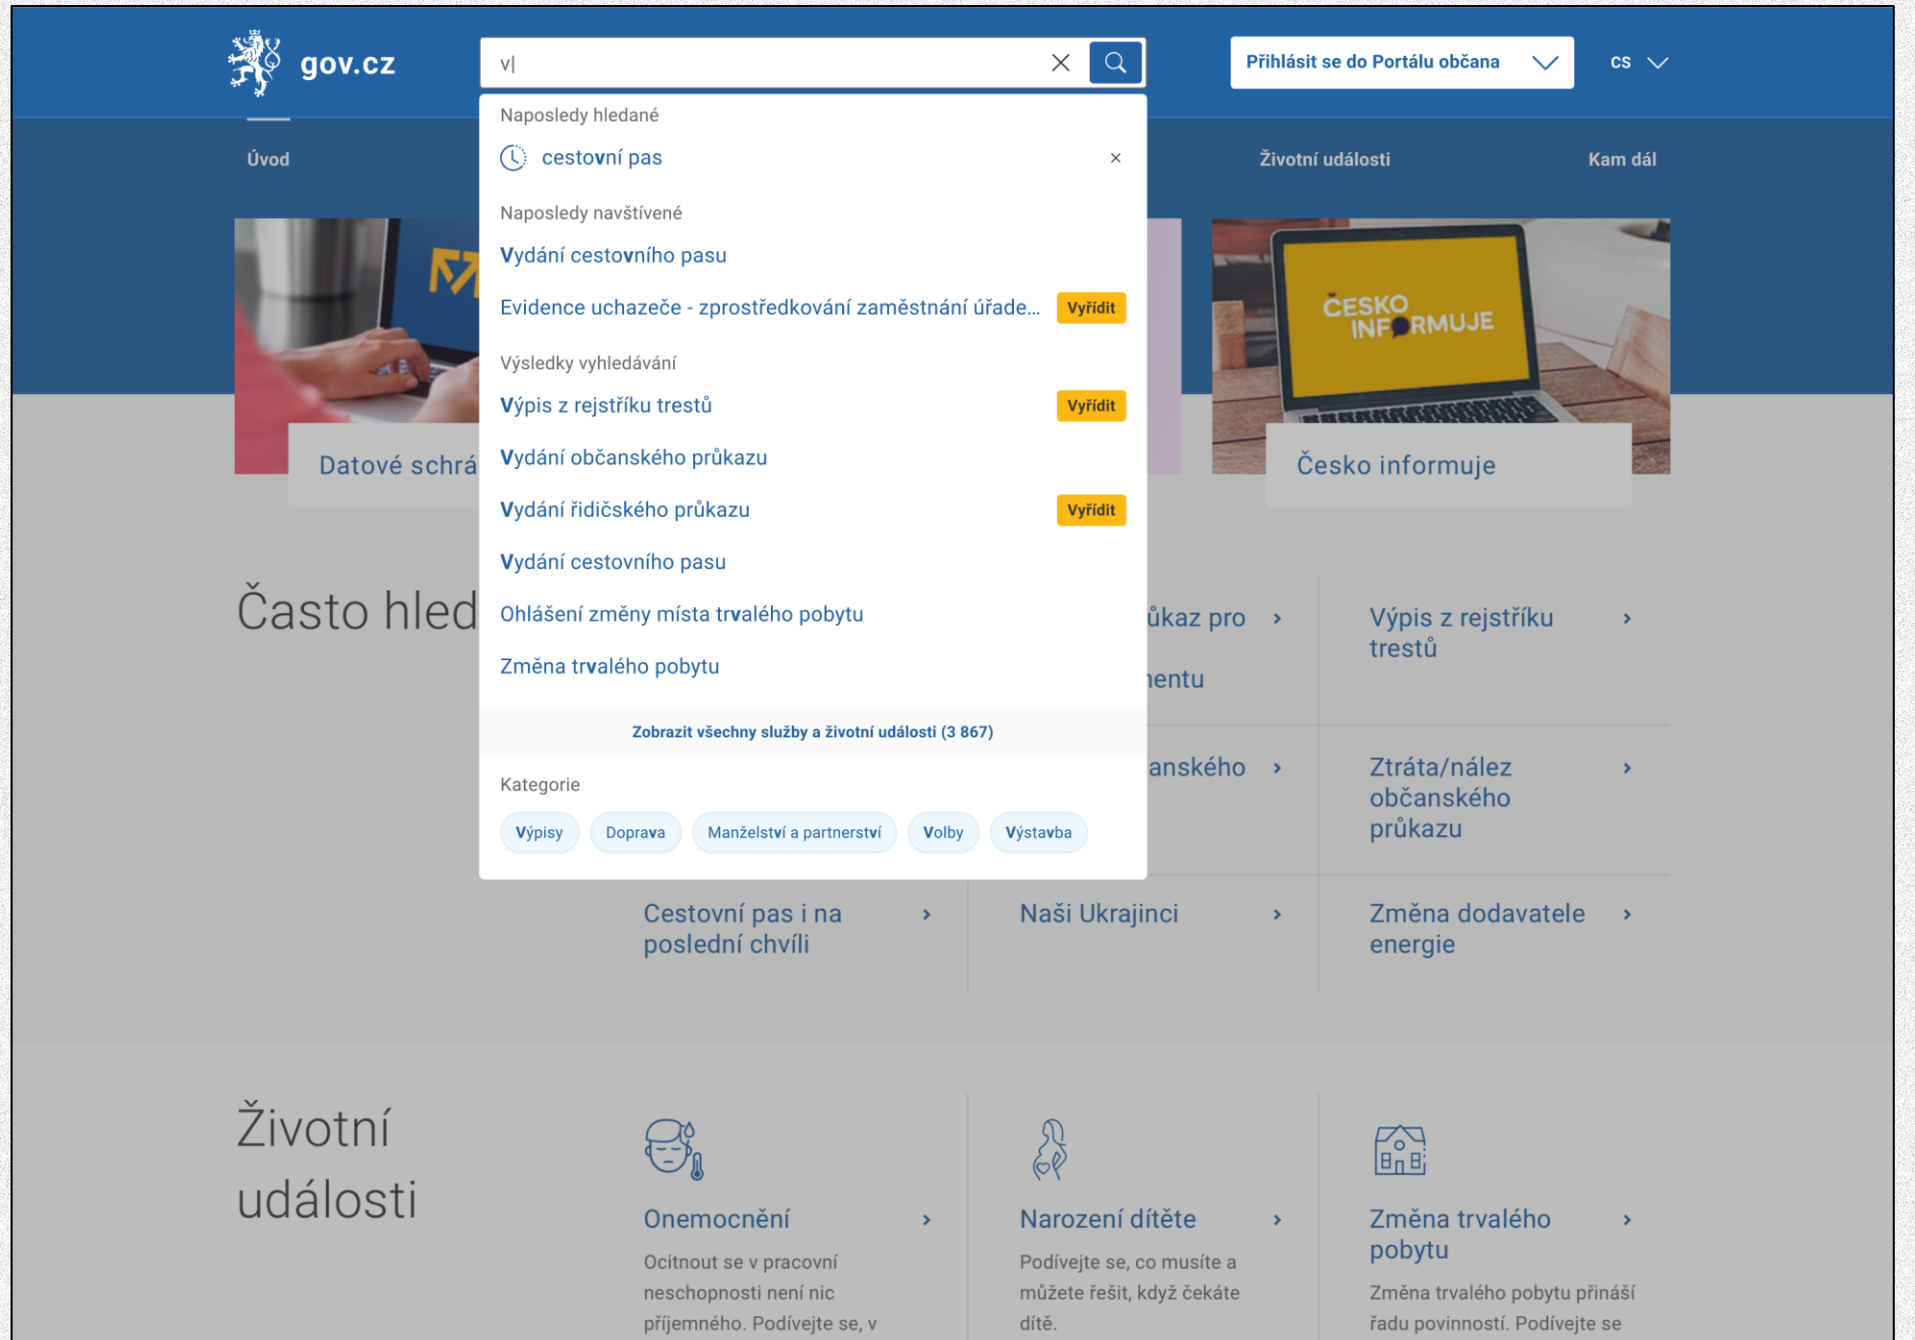 gov.cz
v
Přihlásit se do Portálu občana
CS
Úvod
Životní události
Kam dál
Naposledy hledané
cestovní pas
Naposledy navštívené
Vydání cestovního pasu
Evidence uchazeče - zprostředkování zaměstnání úřade...
Vyřídit
Výsledky vyhledávání
Výpis z rejstříku trestů
Vyřídit
Vydání občanského průkazu
Vydání řidičského průkazu
Vyřídit
Vydání cestovního pasu
Ohlášení změny místa trvalého pobytu
Změna trvalého pobytu
Zobrazit všechny služby a životní události (3 867)
Kategorie
Výpisy
Doprava
Manželství a partnerství
Volby
Výstavba
Datové schrá
ČESKO
INFORMUJE
Česko informuje
Často hled
ůkaz pro
entu
Výpis z rejstříku
trestů
anského
Ztráta/nález
občanského
průkazu
Cestovní pas i na
poslední chvíli
Naši Ukrajinci
Změna dodavatele
energie
Životní
události
Onemocnění
Ocitnout se v pracovní
neschopnosti není nic
příjemného. Podívejte se, v
Narození dítěte
Podívejte se, co musíte a
můžete řešit, když čekáte
dítě.
Změna trvalého
pobytu
Změna trvalého pobytu přináší
řadu povinností. Podívejte se